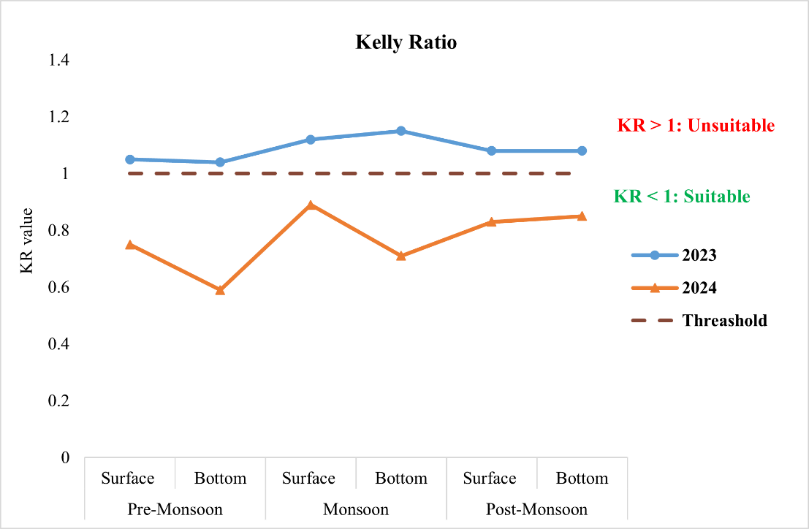 Kelly Ratio
1.4
1.2
1
0.8
0.6
0.4
0.2
0
KR value
KR > 1: Unsuitable
KR < 1: Suitable
2023
2024
Threashold
Surface Bottom Surface Bottom Surface Bottom
Pre-Monsoon Monsoon Post-Monsoon